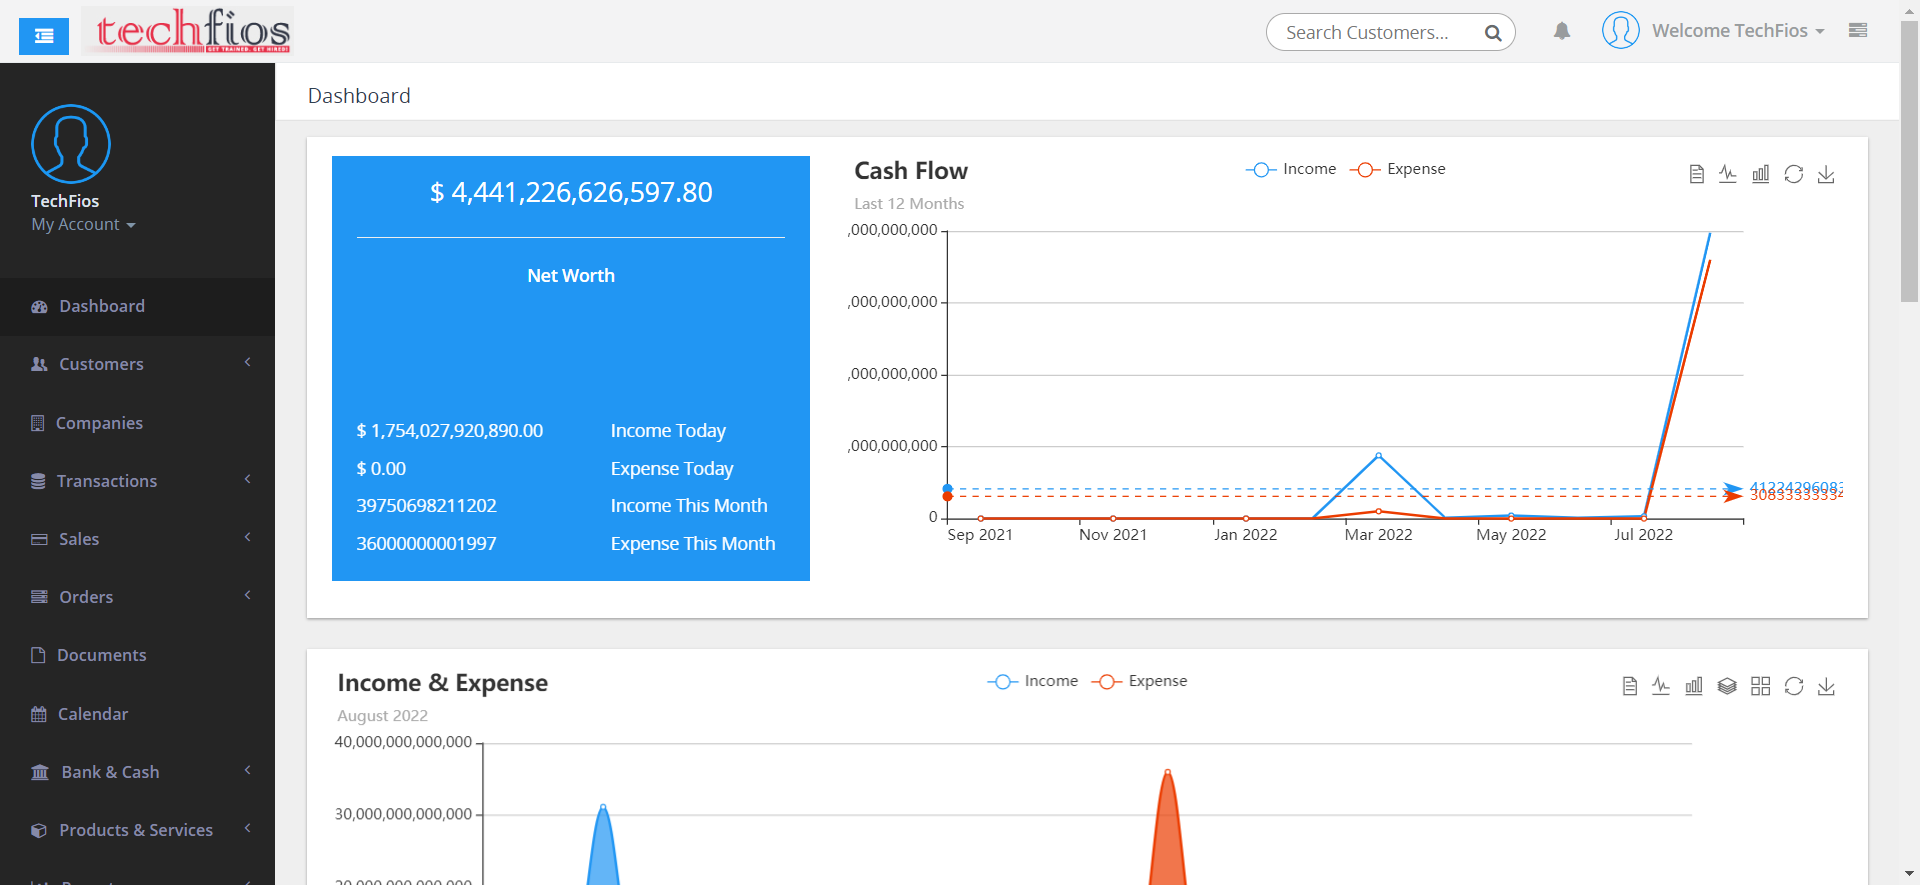 techfios
GET TRAINED. GET HIRED!
Search Customers...
Welcome TechFios
TechFios
My Account
Dashboard
Customers
Companies
Transactions
Sales
Orders
Documents
Calendar
Bank & Cash
Products & Services
Dashboard
$ 4,441,226,626,597.80
Net Worth
$ 1,754,027,920,890.00 Income Today
$ 0.00 Expense Today
39750698211202 Income This Month
36000000001997 Expense This Month
Cash Flow
Last 12 Months
Income Expense
,000,000,000
,000,000,000
,000,000,000
,000,000,000
0
Sep 2021 Nov 2021 Jan 2022 Mar 2022 May 2022 Jul 2022
Income & Expense
August 2022
Income Expense
40,000,000,000,000
30,000,000,000,000